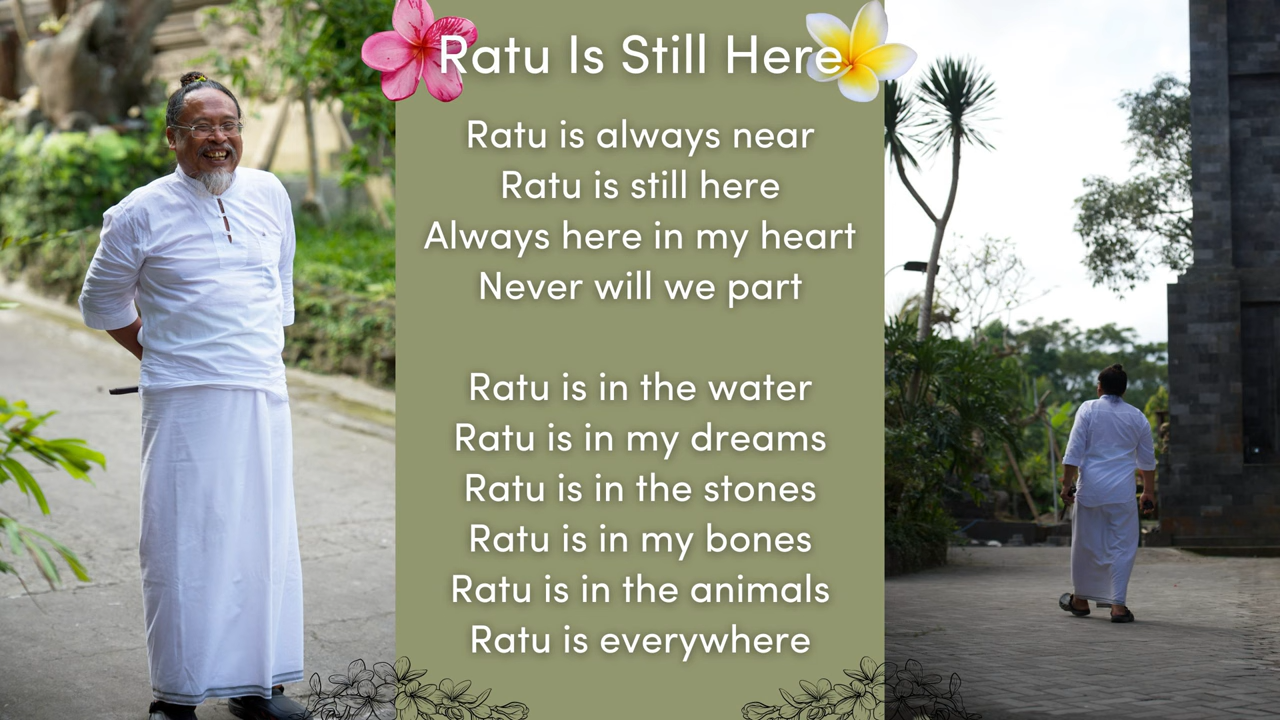 Ratu Is Still Here
Ratu is always near
Ratu is still here
Always here in my heart
Never will we part
Ratu is in the water
Ratu is in my dreams
Ratu is in the stones
Ratu is in my bones
Ratu is in the animals
Ratu is everywhere